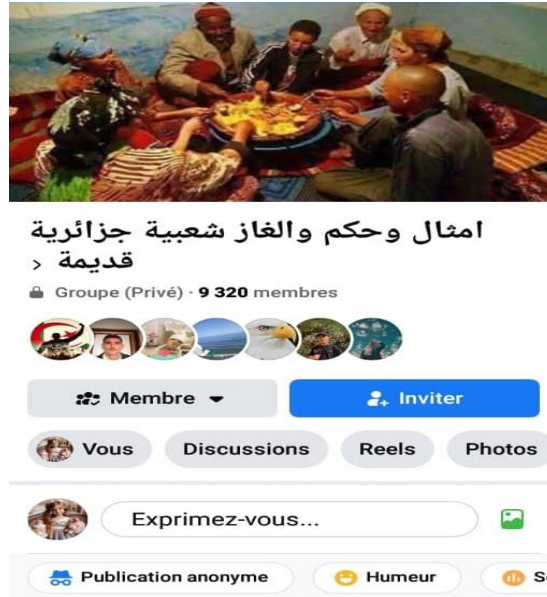 امثال وحكم والغاز شعبية جزائرية
قديمة
Groupe (Privé) · 9 320 membres
Membre
Inviter
Vous Discussions Reels Photos
Exprimez-vous...
Publication anonyme Humeur